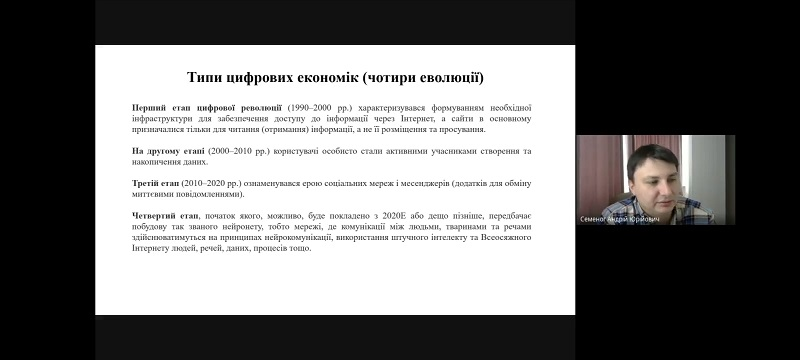 Типи цифрових економік (чотири еволюції)
Перший етап цифрової революції (1990–2000 рр.) характеризувався формуванням необхідної
інфраструктури для забезпечення доступу до інформації через Інтернет, а сайти в основному
призначалися тільки для читання (отримання) інформації, а не її розміщення та просування.
На другому етапі (2000–2010 рр.) користувачі особисто стали активними учасниками створення та
накопичення даних.
Третій етап (2010–2020 рр.) ознаменувався ерою соціальних мереж і месенджерів (додатків для обміну
миттєвими повідомленнями).
Четвертий етап, початок якого, можливо, буде покладено з 2020Е або дещо пізніше, передбачає
побудову так званого нейронету, тобто мережі, де комунікації між людьми, тваринами та речами
здійснюватимуться на принципах нейрокомунікації, використання штучного інтелекту та Всеосяжного
Інтернету людей, речей, даних, процесів тощо.
Семеног Андрій Юрійович